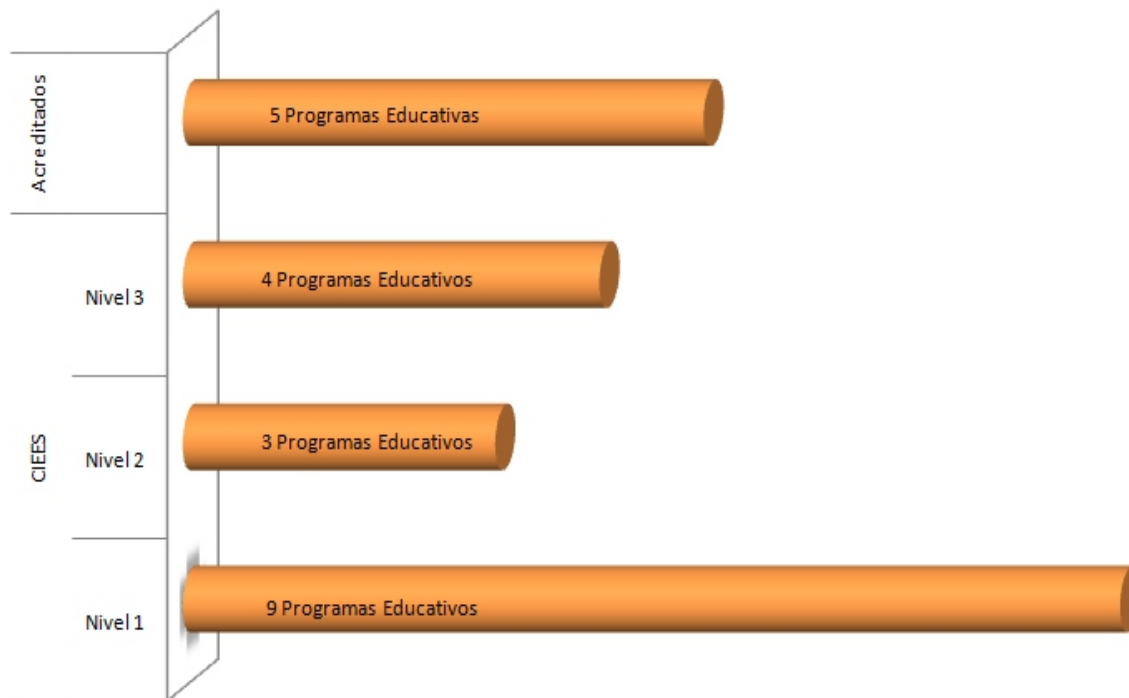 Acreditados
5 Programas Educativas
CIEES
Nivel 3
4 Programas Educativos
Nivel 2
3 Programas Educativos
Nivel 1
9 Programas Educativos